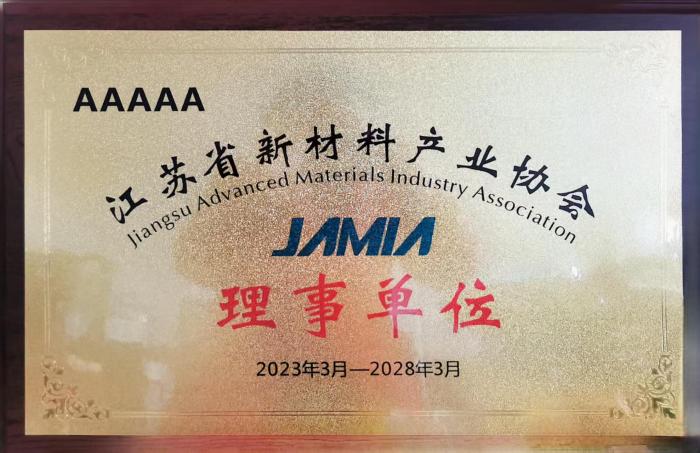 AAAAA
江苏省新材料产业协会
Jiangsu Advanced Materials Industry Association
JAMIA
理事单位
2023年3月—2028年3月